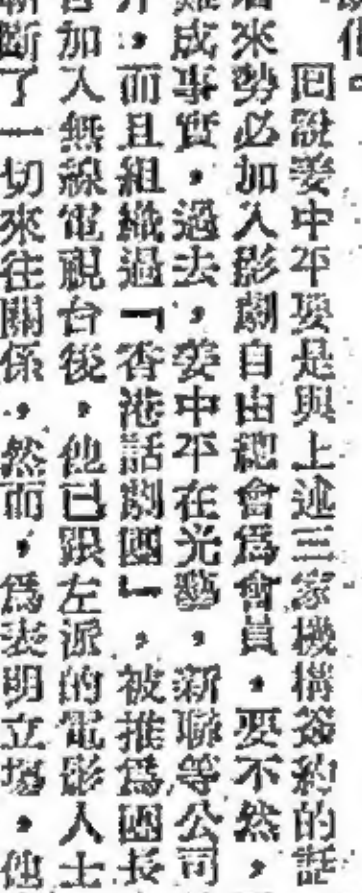 回說姜中平要是與上述三家機構簽約的話
來勢必加入影劇自由總會為會員，要不然，
成事實，過去，姜中平在光藝，新聯等公司
，而且組織過「香港話劇團」，被推為團長
加入無線電視台後，他已跟左派的電影人士
斷了一切來往關係，然而，為表明立場，他